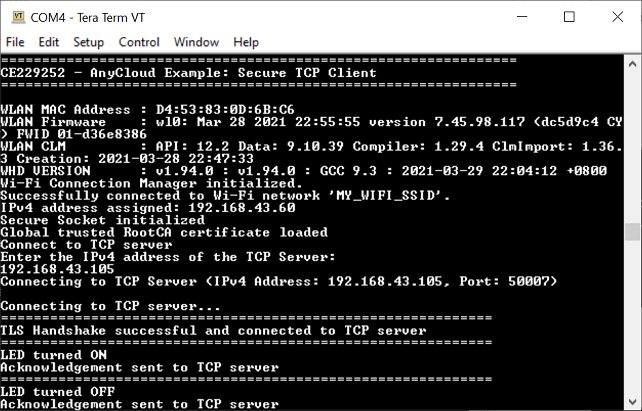 COM4 - Tera Term VT
File Edit Setup Control Window Help
================================================================
CE229252 - AnyCloud Example: Secure TCP Client
================================================================
WLAN MAC Address : D4:53:83:0D:6B:C6
WLAN Firmware : wl0: Mar 28 2021 22:55:55 version 7.45.98.117 (dc5d9c4 CY
) FWID 01-d36e8386
WLAN CLM : API: 12.2 Data: 9.10.39 Compiler: 1.29.4 ClmImport: 1.36.
3 Creation: 2021-03-28 22:47:33
WHD VERSION : v1.94.0 : v1.94.0 : GCC 9.3 : 2021-03-29 22:04:12 +0800
Wi-Fi Connection Manager initialized.
Successfully connected to Wi-Fi network 'MY_WIFI_SSID'.
IPv4 address assigned: 192.168.43.60
Secure Socket initialized
Global trusted RootCA certificate loaded
Connect to TCP server
Enter the IPv4 address of the TCP Server:
192.168.43.105
Connecting to TCP Server (IPv4 Address: 192.168.43.105, Port: 50007)
Connecting to TCP server...
=============================================================
TLS Handshake successful and connected to TCP server
=============================================================
LED turned ON
Acknowledgement sent to TCP server
=============================================================
LED turned OFF
Acknowledgement sent to TCP server